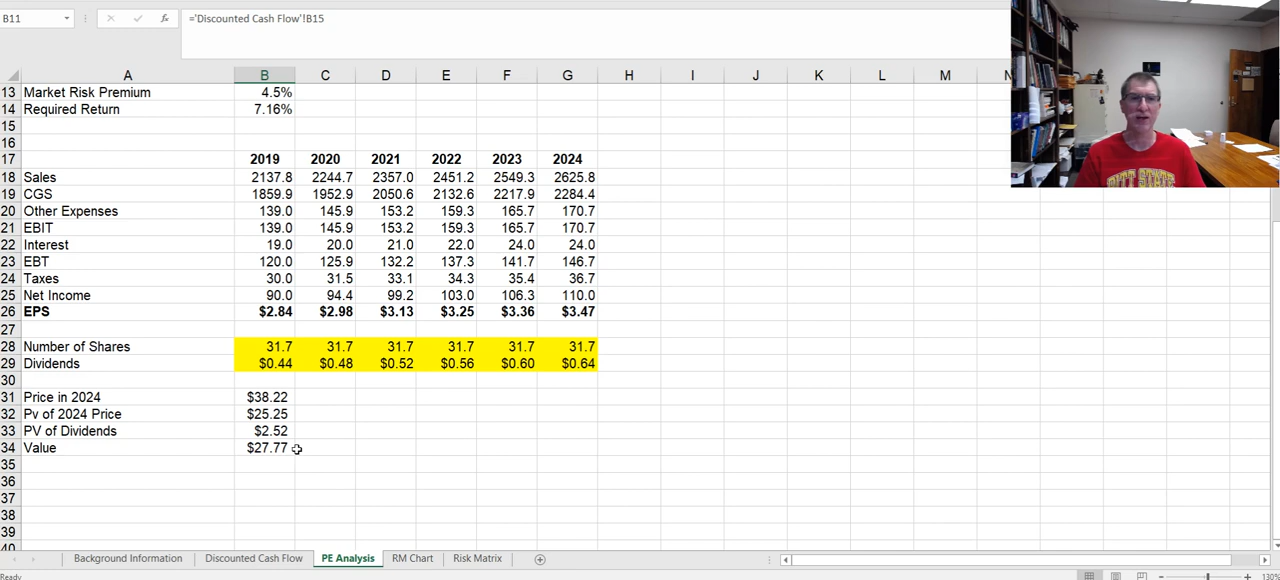 B11 fx ='Discounted Cash Flow'!B15
A B C D E F G H I J K L M N
13 Market Risk Premium 4.5%
14 Required Return 7.16%
15
16
17 2019 2020 2021 2022 2023 2024
18 Sales 2137.8 2244.7 2357.0 2451.2 2549.3 2625.8
19 CGS 1859.9 1952.9 2050.6 2132.6 2217.9 2284.4
20 Other Expenses 139.0 145.9 153.2 159.3 165.7 170.7
21 EBIT 139.0 145.9 153.2 159.3 165.7 170.7
22 Interest 19.0 20.0 21.0 22.0 24.0 24.0
23 EBT 120.0 125.9 132.2 137.3 141.7 146.7
24 Taxes 30.0 31.5 33.1 34.3 35.4 36.7
25 Net Income 90.0 94.4 99.2 103.0 106.3 110.0
26 EPS $2.84 $2.98 $3.13 $3.25 $3.36 $3.47
27
28 Number of Shares 31.7 31.7 31.7 31.7 31.7 31.7
29 Dividends $0.44 $0.48 $0.52 $0.56 $0.60 $0.64
30
31 Price in 2024 $38.22
32 Pv of 2024 Price $25.25
33 PV of Dividends $2.52
34 Value $27.77
35
36
37
38
39
40
Background Information Discounted Cash Flow PE Analysis RM Chart Risk Matrix
Ready 130%
PITT STATE